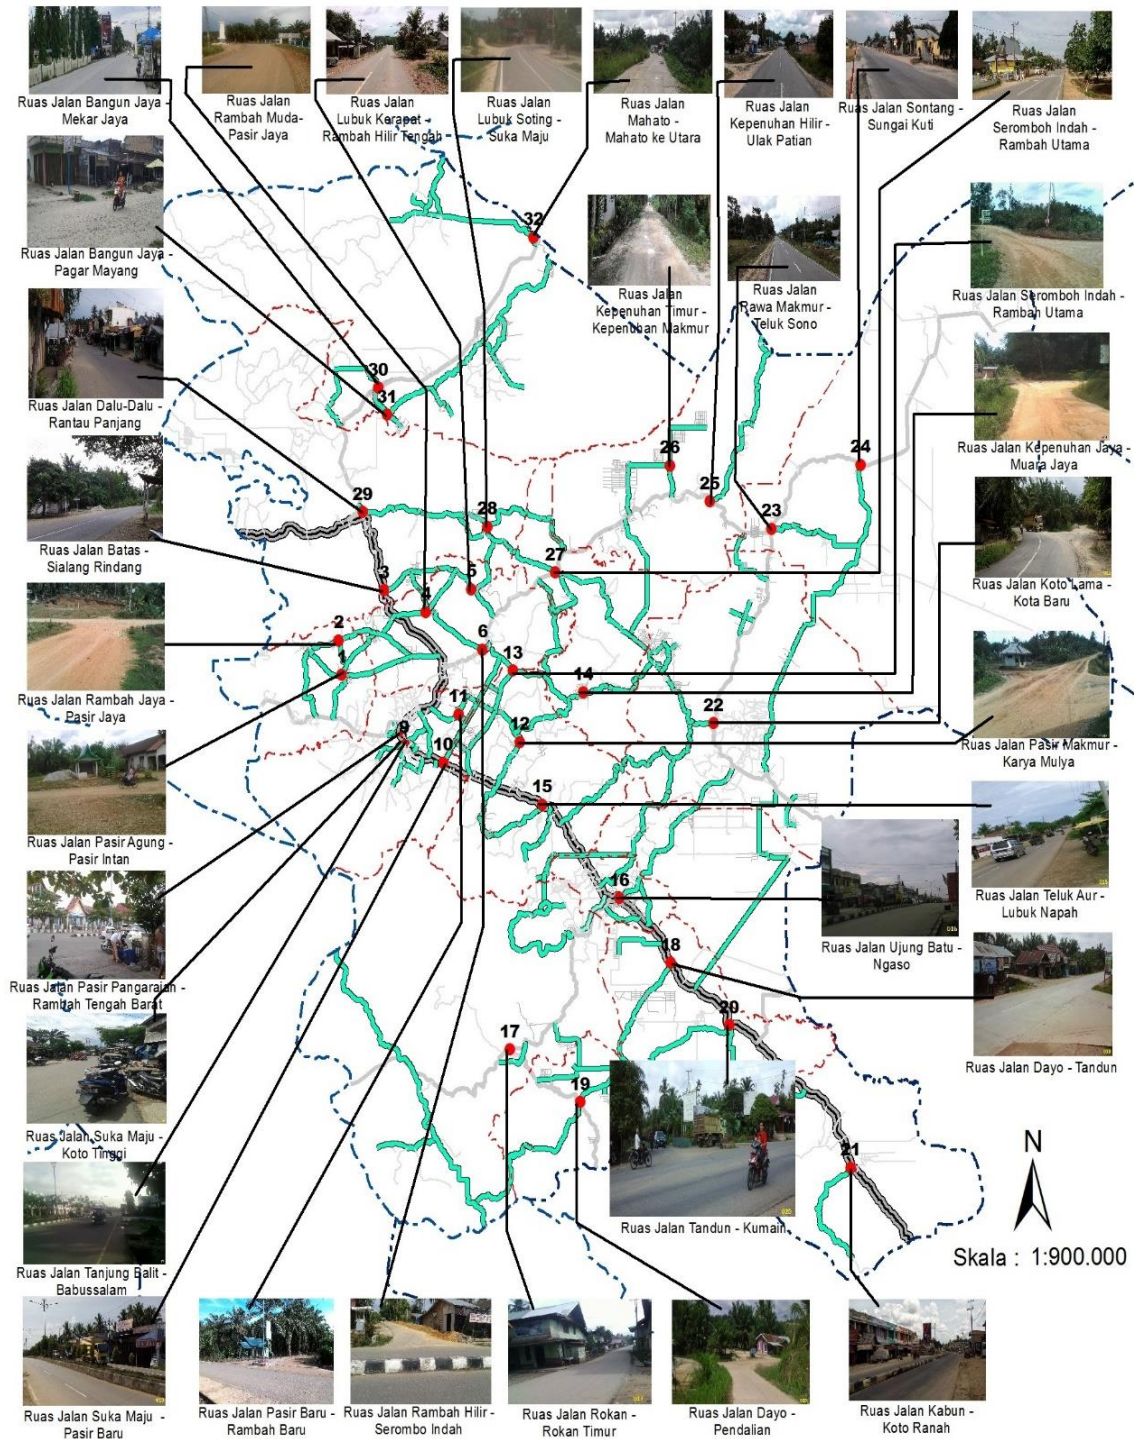 Ruas Jalan Bangun Jaya -
Mekar Jaya
Ruas Jalan
Rambah Muda-
Pasir Jaya
Ruas Jalan
Lubuk Kerapat -
Rambah Hilir Tengah
Ruas Jalan
Lubuk Soting -
Suka Maju
Ruas Jalan
Mahato -
Mahato ke Utara
Ruas Jalan
Kepenuhan Hilir -
Ulak Patian
Ruas Jalan Sontang -
Sungai Kuti
Ruas Jalan
Seromboh Indah -
Rambah Utama
Ruas Jalan Bangun Jaya -
Pagar Mayang
Ruas Jalan
Kepenuhan Timur -
Kepenuhan Makmur
Ruas Jalan
Rawa Makmur -
Teluk Sono
Ruas Jalan Seromboh Indah -
Rambah Utama
Ruas Jalan Dalu-Dalu -
Rantau Panjang
Ruas Jalan Kepenuhan Jaya -
Muara Jaya
Ruas Jalan Batas -
Sialang Rindang
Ruas Jalan Koto Lama -
Kota Baru
Ruas Jalan Rambah Jaya -
Pasir Jaya
Ruas Jalan Pasir Makmur -
Karya Mulya
Ruas Jalan Pasir Agung -
Pasir Intan
Ruas Jalan Teluk Aur -
Lubuk Napah
Ruas Jalan Ujung Batu -
Ngaso
Ruas Jalan Pasir Pangaraian -
Rambah Tengah Barat
Ruas Jalan Dayo - Tandun
Ruas Jalan Suka Maju -
Koto Tinggi
Ruas Jalan Tandun - Kumain
Ruas Jalan Tanjung Balit -
Babussalam
Ruas Jalan Suka Maju -
Pasir Baru
Ruas Jalan Pasir Baru -
Rambah Baru
Ruas Jalan Rambah Hilir -
Serombo Indah
Ruas Jalan Rokan -
Rokan Timur
Ruas Jalan Dayo -
Pendalian
Ruas Jalan Kabun -
Koto Ranah
32
30
31
26
25
24
29
28
23
27
3
5
4
2
6
13
1
14
11
22
9
12
10
15
16
18
20
17
19
21
N
Skala : 1:900.000